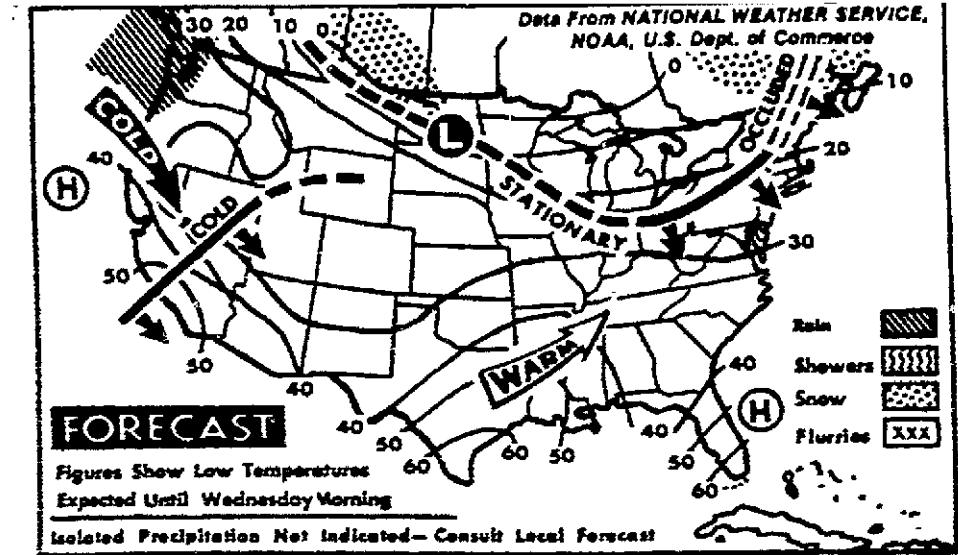 Data From NATIONAL WEATHER SERVICE,
NOAA, U.S. Dept. of Commerce
30 20 10 0
0
10
OCCLUDED
COLD
40
H
L
20
STATIONARY
COLD
30
50
WARM
Rain
Showers
Snow
Flurries
XXX
50
40
40
50
60
60
50
40
40
50
60
H
FORECAST
Figures Show Low Temperatures
Expected Until Wednesday Morning
Isolated Precipitation Not Indicated— Consult Local Forecast